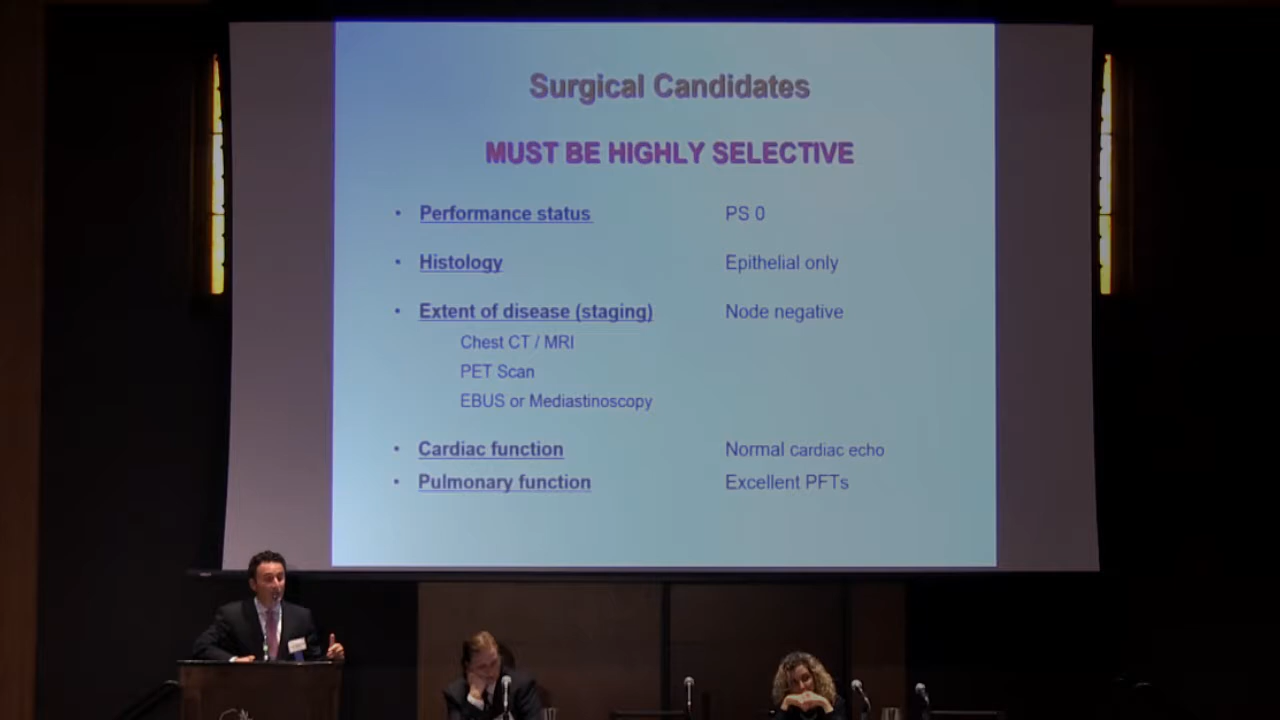 Surgical Candidates
MUST BE HIGHLY SELECTIVE
• Performance status PS 0
• Histology Epithelial only
• Extent of disease (staging) Node negative
Chest CT / MRI
PET Scan
EBUS or Mediastinoscopy
• Cardiac function Normal cardiac echo
• Pulmonary function Excellent PFTs